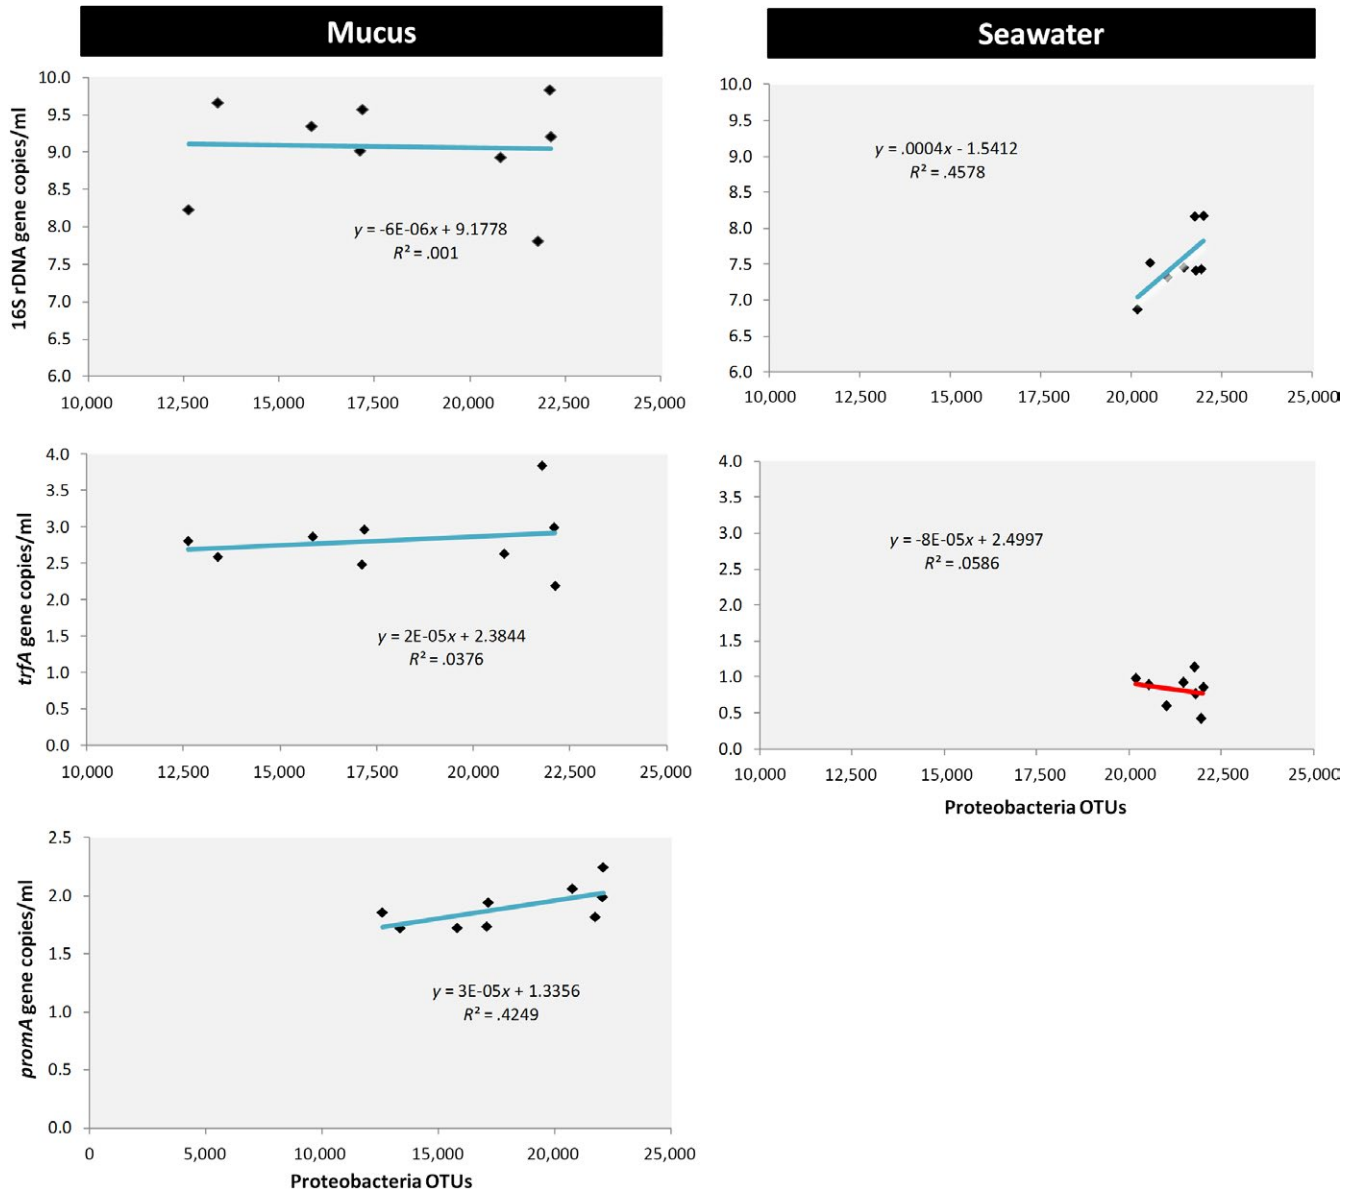 Mucus
16S rDNA gene copies/ml
10.0
9.5
9.0
8.5
8.0
7.5
7.0
6.5
6.0
y = -6E-06x + 9.1778
R² = .001
10,000 12,500 15,000 17,500 20,000 22,500 25,000
Seawater
10.0
9.5
9.0
8.5
8.0
7.5
7.0
6.5
6.0
y = .0004x - 1.5412
R² = .4578
10,000 12,500 15,000 17,500 20,000 22,500 25,000
trfA gene copies/ml
4.0
3.5
3.0
2.5
2.0
1.5
1.0
0.5
0.0
y = 2E-05x + 2.3844
R² = .0376
10,000 12,500 15,000 17,500 20,000 22,500 25,000
4.0
3.5
3.0
2.5
2.0
1.5
1.0
0.5
0.0
y = -8E-05x + 2.4997
R² = .0586
10,000 12,500 15,000 17,500 20,000 22,500 25,000
Proteobacteria OTUs
promA gene copies/ml
2.5
2.0
1.5
1.0
0.5
0.0
y = 3E-05x + 1.3356
R² = .4249
0 5,000 10,000 15,000 20,000 25,000
Proteobacteria OTUs